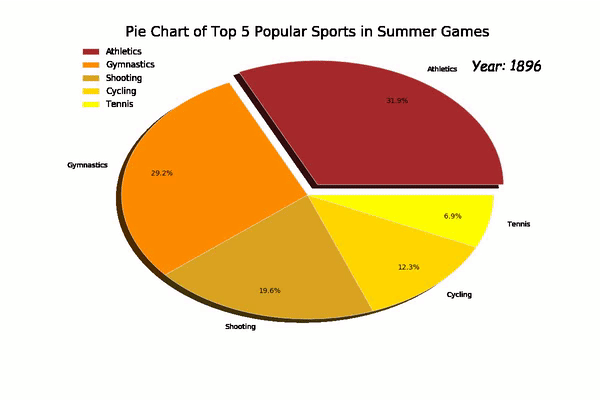 Pie Chart of Top 5 Popular Sports in Summer Games
Athletics
Gymnastics
Shooting
Cycling
Tennis
Year: 1896
Athletics
31.9%
Gymnastics
29.2%
6.9%
Tennis
12.3%
Cycling
19.6%
Shooting